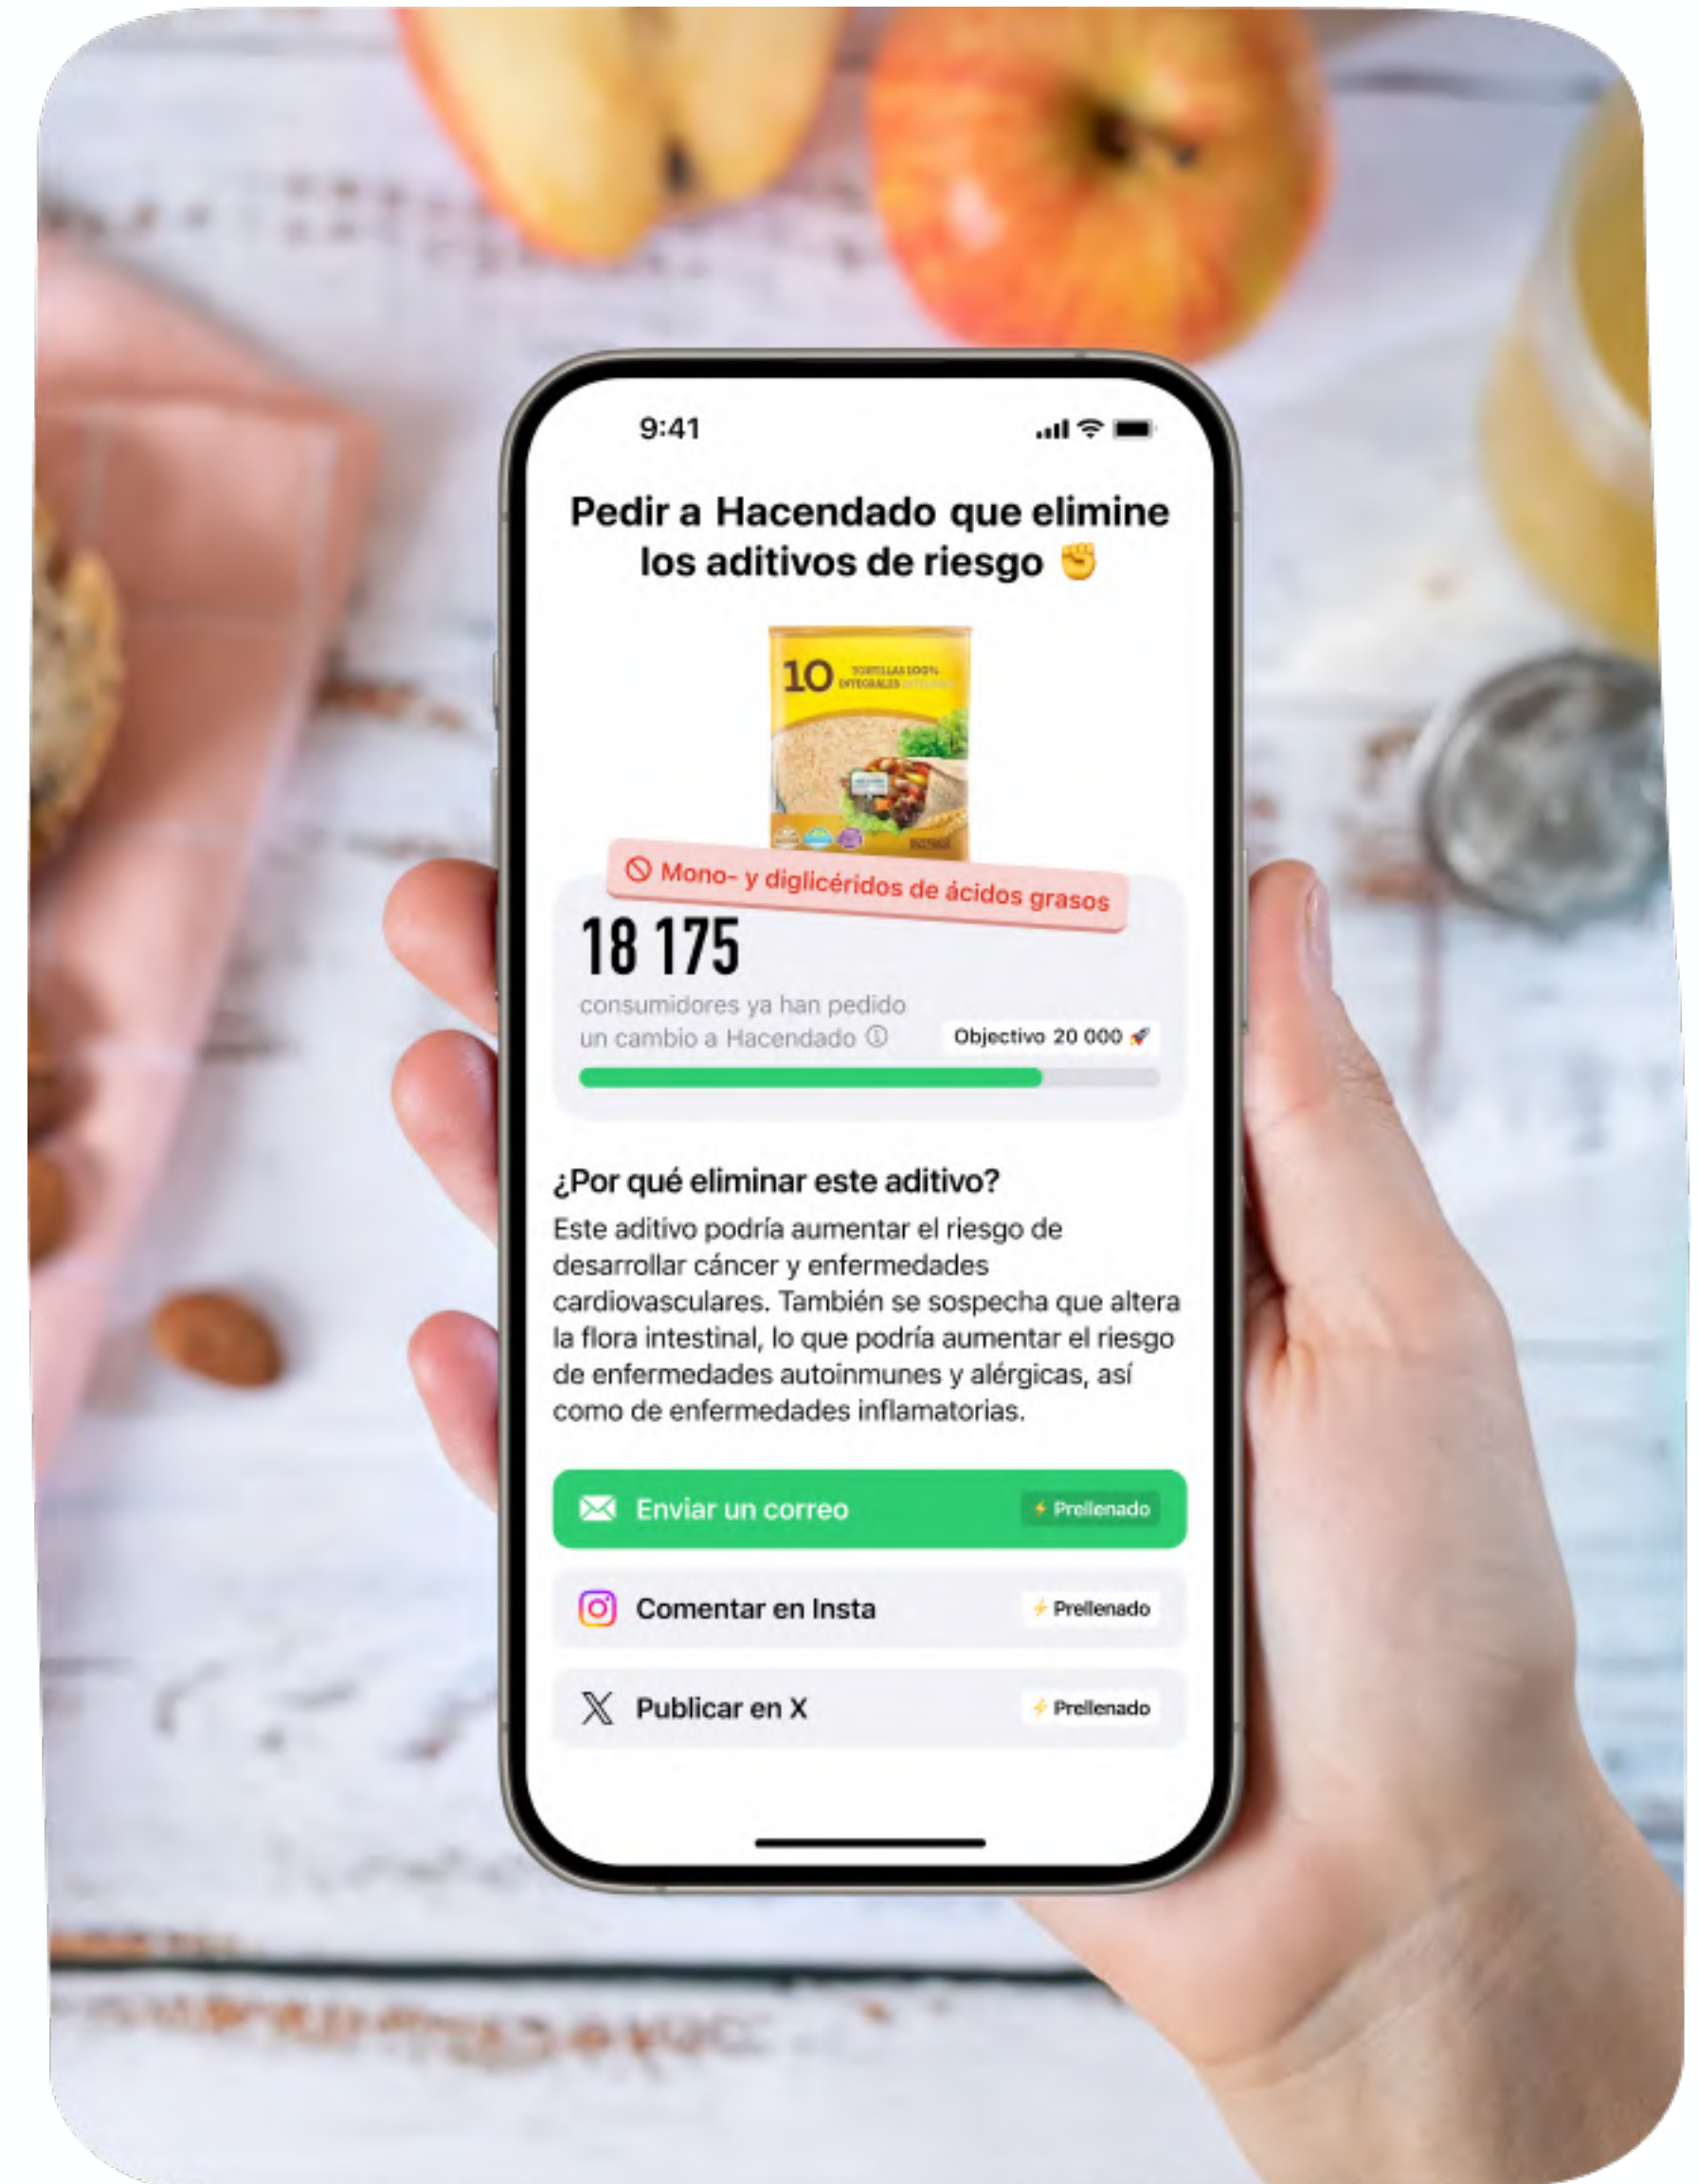 9:41
Pedir a Hacendado que elimine
los aditivos de riesgo ✊
10
TORTILLAS 100%
INTEGRALES
Mono- y diglicéridos de ácidos grasos
18 175
consumidores ya han pedido
un cambio a Hacendado ⓘ
Objectivo 20 000 🚀
¿Por qué eliminar este aditivo?
Este aditivo podría aumentar el riesgo de
desarrollar cáncer y enfermedades
cardiovasculares. También se sospecha que altera
la flora intestinal, lo que podría aumentar el riesgo
de enfermedades autoinmunes y alérgicas, así
como de enfermedades inflamatorias.
Enviar un correo ⚡ Prellenado
Comentar en Insta ⚡ Prellenado
Publicar en X ⚡ Prellenado